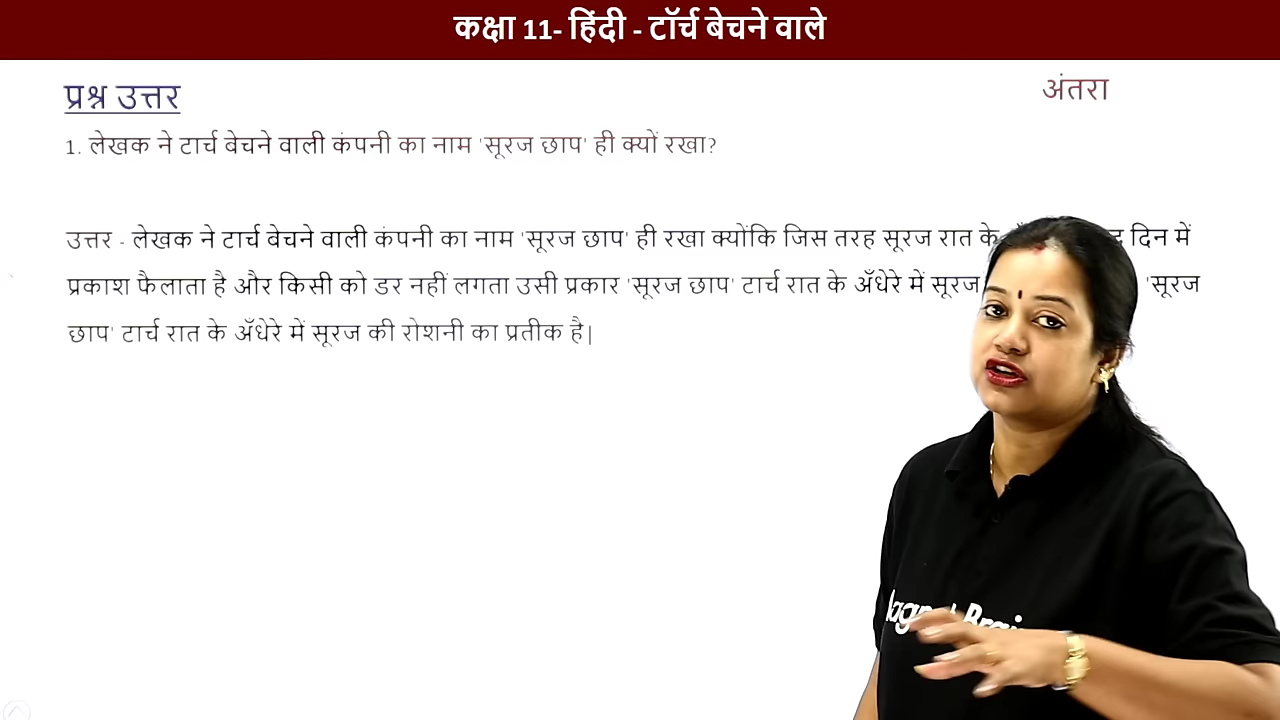 कक्षा 11- हिंदी - टॉर्च बेचने वाले
प्रश्न उत्तर
अंतरा
1. लेखक ने टार्च बेचने वाली कंपनी का नाम 'सूरज छाप' ही क्यों रखा?
उत्तर - लेखक ने टार्च बेचने वाली कंपनी का नाम 'सूरज छाप' ही रखा क्योंकि जिस तरह सूरज रात के दिन में
प्रकाश फैलाता है और किसी को डर नहीं लगता उसी प्रकार 'सूरज छाप' टार्च रात के अँधेरे में सूरज 'सूरज
छाप' टार्च रात के अँधेरे में सूरज की रोशनी का प्रतीक है|